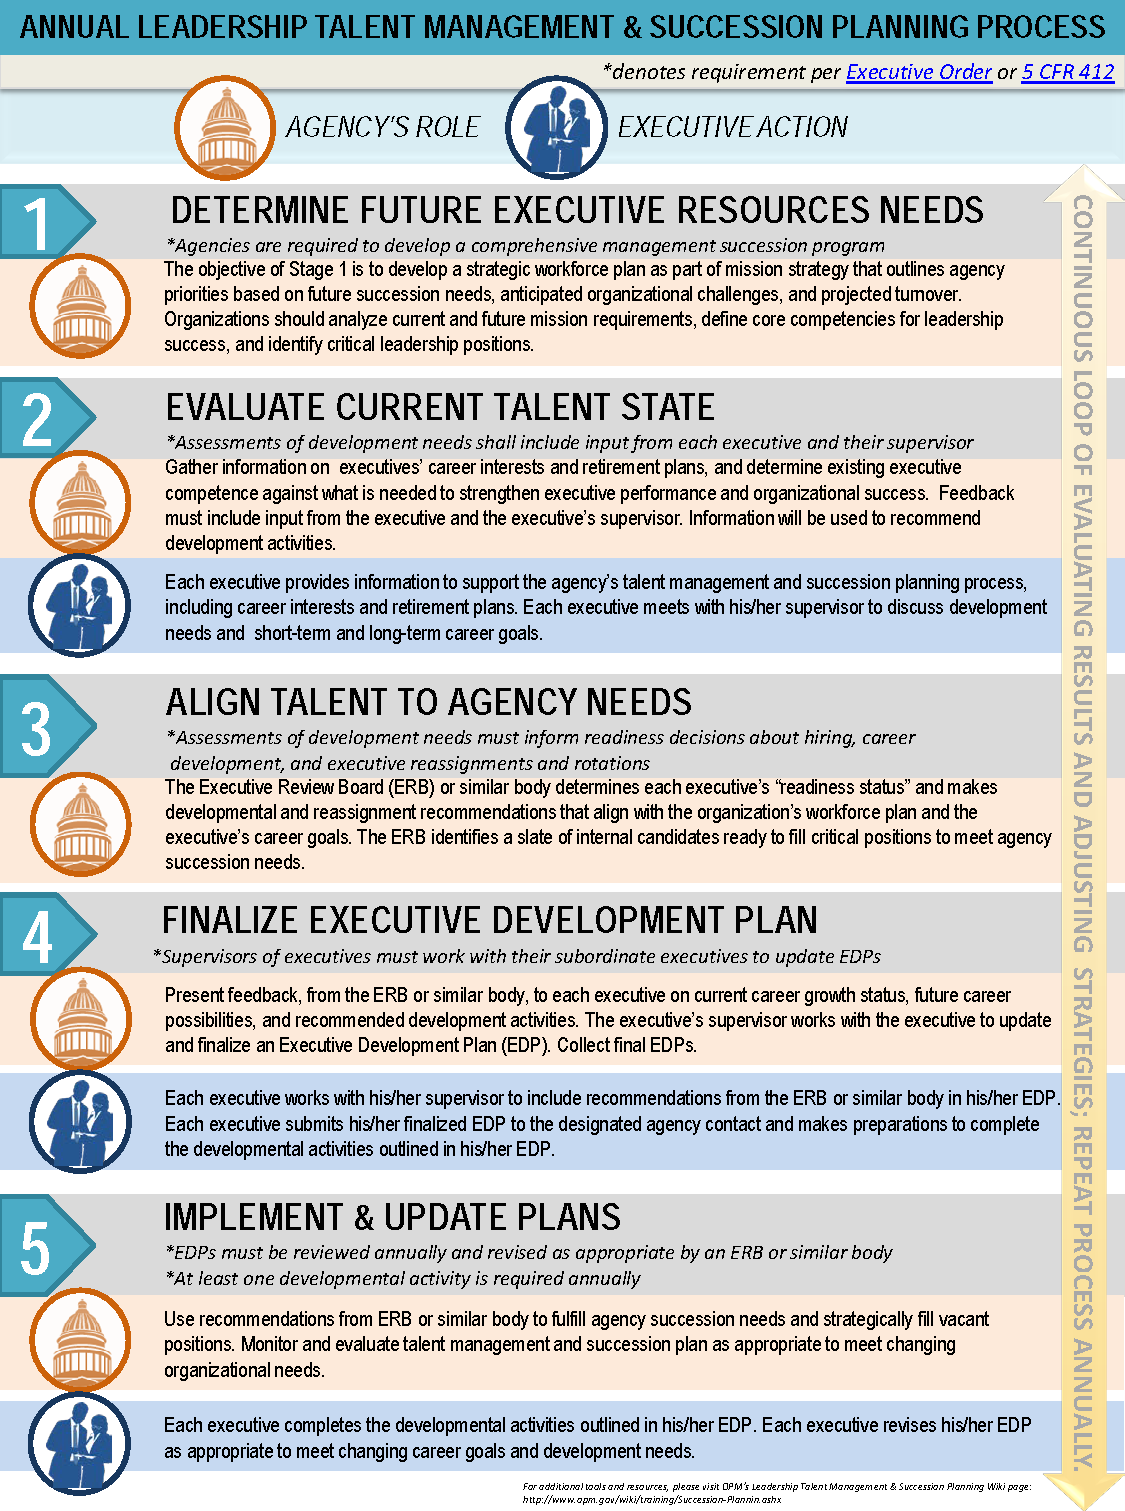 ANNUAL LEADERSHIP TALENT MANAGEMENT & SUCCESSION PLANNING PROCESS
*denotes requirement per Executive Order or 5 CFR 412
AGENCY'S ROLE
EXECUTIVE ACTION
1
DETERMINE FUTURE EXECUTIVE RESOURCES NEEDS
*Agencies are required to develop a comprehensive management succession program
The objective of Stage 1 is to develop a strategic workforce plan as part of mission strategy that outlines agency
priorities based on future succession needs, anticipated organizational challenges, and projected turnover.
Organizations should analyze current and future mission requirements, define core competencies for leadership
success, and identify critical leadership positions.
2
EVALUATE CURRENT TALENT STATE
*Assessments of development needs shall include input from each executive and their supervisor
Gather information on executives' career interests and retirement plans, and determine existing executive
competence against what is needed to strengthen executive performance and organizational success. Feedback
must include input from the executive and the executive's supervisor. Information will be used to recommend
development activities.
Each executive provides information to support the agency's talent management and succession planning process,
including career interests and retirement plans. Each executive meets with his/her supervisor to discuss development
needs and short-term and long-term career goals.
3
ALIGN TALENT TO AGENCY NEEDS
*Assessments of development needs must inform readiness decisions about hiring, career
development, and executive reassignments and rotations
The Executive Review Board (ERB) or similar body determines each executive's “readiness status” and makes
developmental and reassignment recommendations that align with the organization's workforce plan and the
executive's career goals. The ERB identifies a slate of internal candidates ready to fill critical positions to meet agency
succession needs.
4
FINALIZE EXECUTIVE DEVELOPMENT PLAN
*Supervisors of executives must work with their subordinate executives to update EDPs
Present feedback, from the ERB or similar body, to each executive on current career growth status, future career
possibilities, and recommended development activities. The executive's supervisor works with the executive to update
and finalize an Executive Development Plan (EDP). Collect final EDPs.
Each executive works with his/her supervisor to include recommendations from the ERB or similar body in his/her EDP.
Each executive submits his/her finalized EDP to the designated agency contact and makes preparations to complete
the developmental activities outlined in his/her EDP.
5
IMPLEMENT & UPDATE PLANS
*EDPs must be reviewed annually and revised as appropriate by an ERB or similar body
*At least one developmental activity is required annually
Use recommendations from ERB or similar body to fulfill agency succession needs and strategically fill vacant
positions. Monitor and evaluate talent management and succession plan as appropriate to meet changing
organizational needs.
Each executive completes the developmental activities outlined in his/her EDP. Each executive revises his/her EDP
as appropriate to meet changing career goals and development needs.
CONTINUOUS LOOP OF EVALUATING RESULTS AND ADJUSTING STRATEGIES; REPEAT PROCESS ANNUALLY.
For additional tools and resources, please visit OPM's Leadership Talent Management & Succession Planning Wiki page:
http://www.opm.gov/wiki/training/Succession-Plannin.ashx